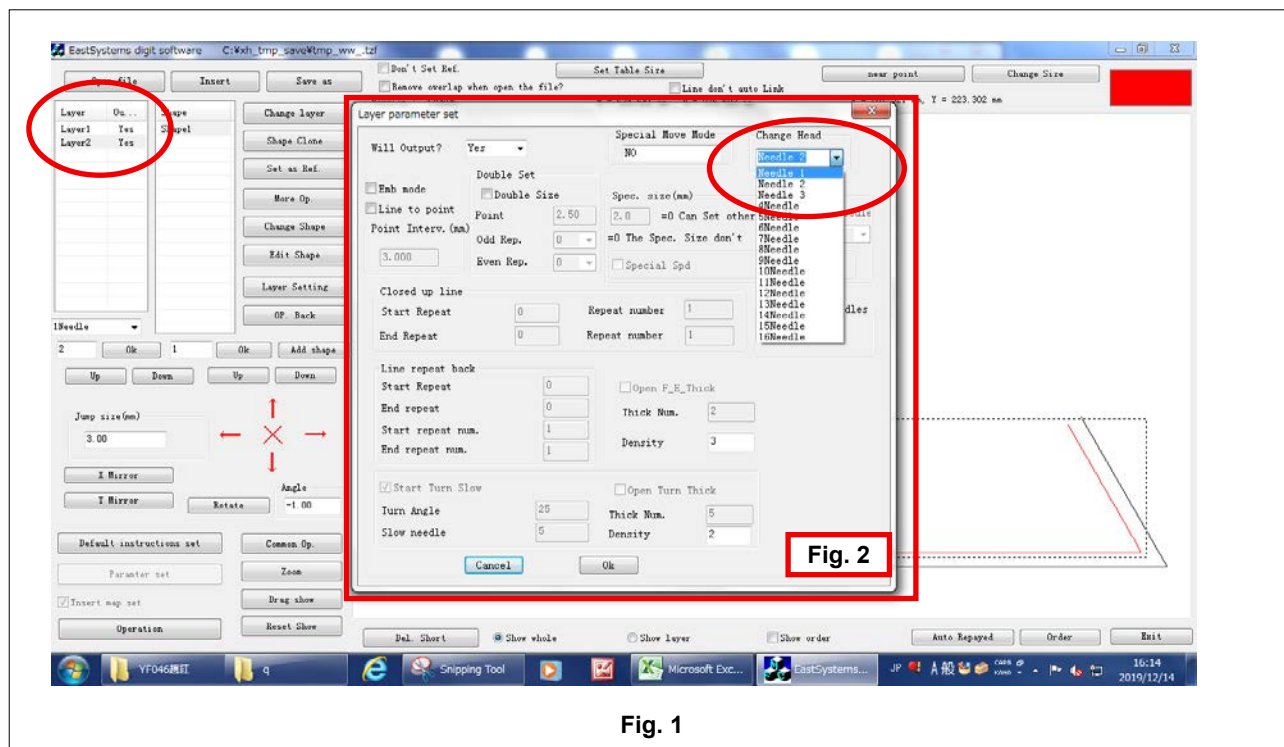 EastSystems digit software C:¥xh_tmp_save¥tmp_ww_.tzf
Insert
Save as
Don't Set Ref.
Set Table Size
near point
Change Size
Remove overlap when open the file?
Line don't auto Link
Y = 223.302 mm
Layer
Layer1 Yes
Layer2 Yes
Change layer
Shape Clone
Set as Ref.
More Op.
Change Shape
Edit Shape
Layer Setting
OP. Back
1Needle
2
Ok
1
Ok
Add shape
Up
Down
Up
Down
Jump size(mm)
3.00
X Mirror
Y Mirror
Rotate
Angle
-1.00
Default instructions set
Common Op.
Paramter set
Zoom
Insert map set
Drag show
Operation
Reset Show
Layer parameter set
Will Output?
Yes
Special Move Mode
NO
Change Head
Needle 2
Needle 1
Needle 2
Needle 3
4Needle
5Needle
6Needle
7Needle
8Needle
9Needle
10Needle
11Needle
12Needle
13Needle
14Needle
15Needle
16Needle
Emb mode
Line to point
Point Interv.(mm)
3.000
Double Set
Double Size
Point 2.50
Odd Rep. 0
Even Rep. 0
Spec. size(mm)
2.0 =0 Can Set other
=0 The Spec. Size don't
Special Spd
Closed up line
Start Repeat 0 Repeat number 1
End Repeat 0 Repeat number 1
Line repeat back
Start Repeat 0
End repeat 0
Start repeat num. 1
End repeat num. 1
Open F_E_Thick
Thick Num. 2
Density 3
Start Turn Slow
Turn Angle 25
Slow needle 5
Open Turn Thick
Thick Num. 5
Density 2
Cancel
Ok
Fig. 2
Del. Short
Show whole
Show layer
Show order
Auto Repayed
Order
Exit
q
Snipping Tool
Microsoft Exc...
EastSystems...
JP
A 般
CAPS
KANA
16:14
2019/12/14
Fig. 1